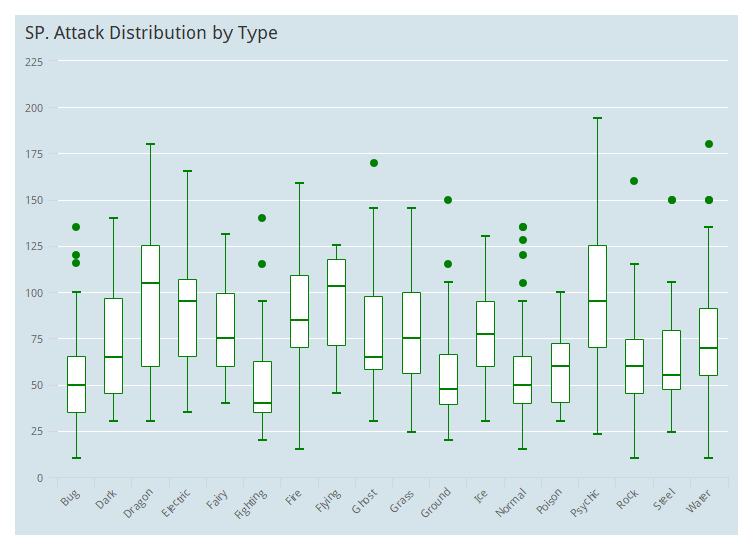 SP. Attack Distribution by Type
225
200
175
150
125
100
75
50
25
0
Bug
Dark
Dragon
Electric
Fairy
Fighting
Fire
Flying
Ghost
Grass
Ground
Ice
Normal
Poison
Psychic
Rock
Steel
Water